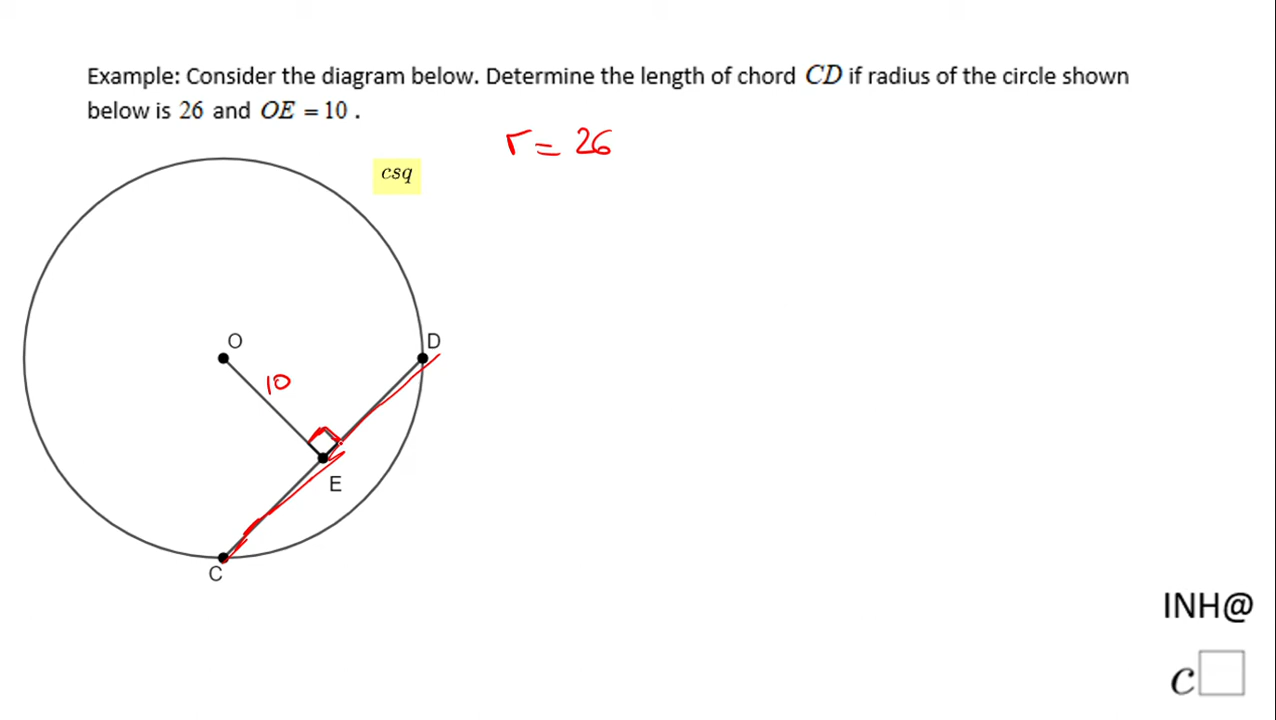 Example: Consider the diagram below. Determine the length of chord CD if radius of the circle shown
below is 26 and OE = 10 .
r = 26
csq
O
D
10
E
C
INH@
c